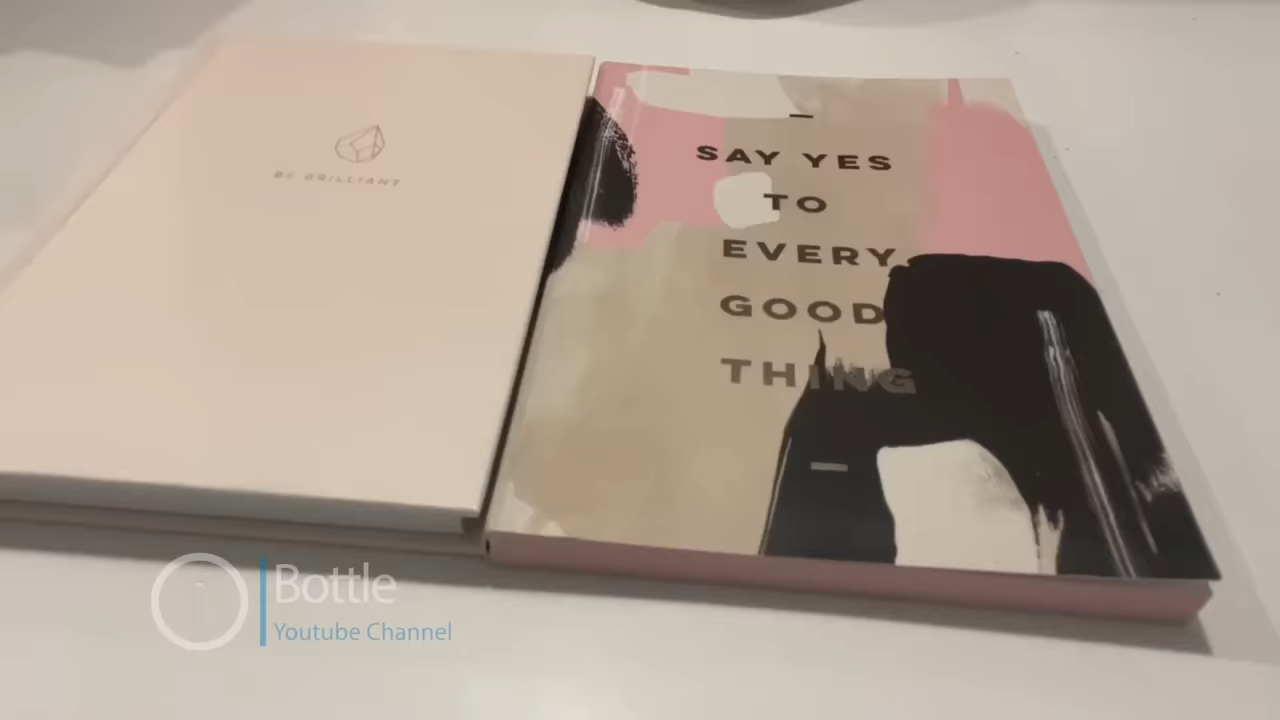 BE BRILLIANT
SAY YES
TO
EVERY
GOOD
THING
Bottle
Youtube Channel